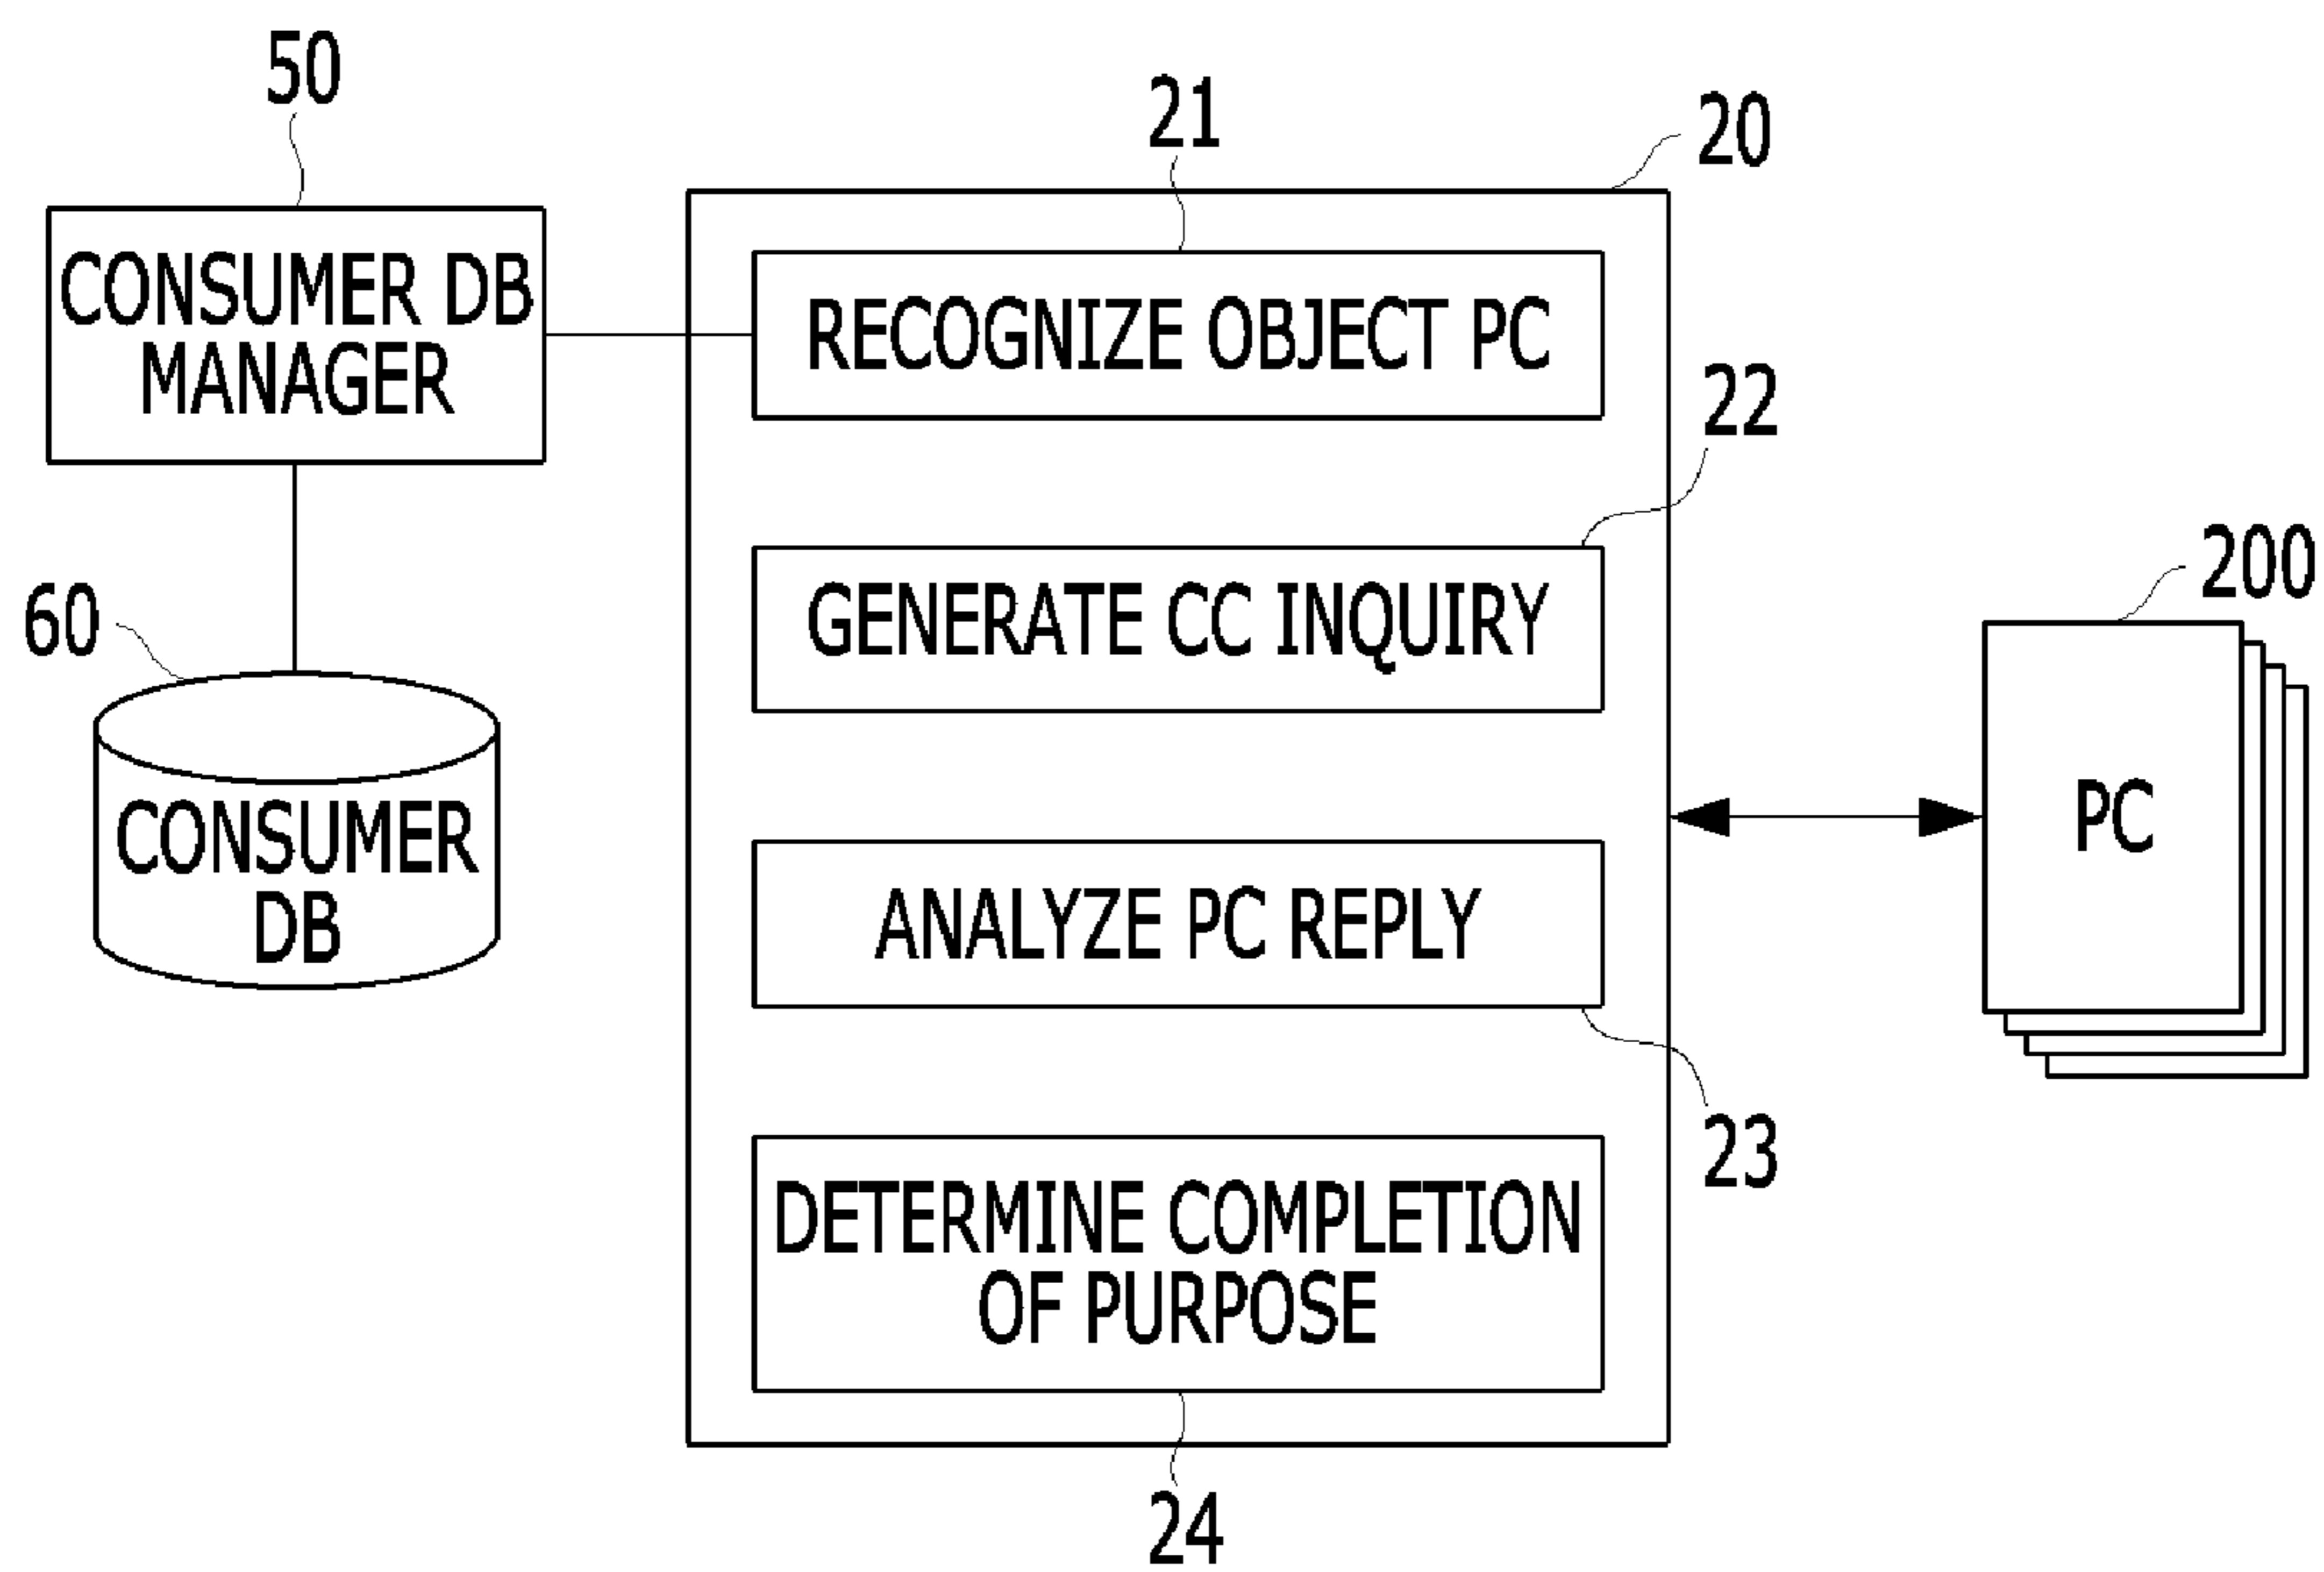 50
21
20
CONSUMER DB
MANAGER
RECOGNIZE OBJECT PC
22
GENERATE CC INQUIRY
200
60
CONSUMER
DB
PC
ANALYZE PC REPLY
23
DETERMINE COMPLETION
OF PURPOSE
24